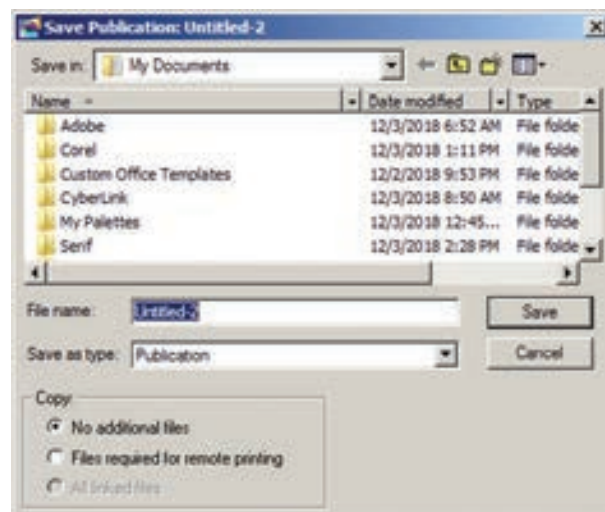 Save Publication: Untitled-2
Save in: My Documents
Name Date modified Type
Adobe 12/3/2018 6:52 AM File folde
Corel 12/3/2018 1:11 PM File folde
Custom Office Templates 12/2/2018 9:53 PM File folde
CyberLink 12/3/2018 8:50 AM File folde
My Palettes 12/3/2018 12:45... File folde
Serif 12/3/2018 2:28 PM File folde
File name: Untitled-2 Save
Save as type: Publication Cancel
Copy
No additional files
Files required for remote printing
All linked files